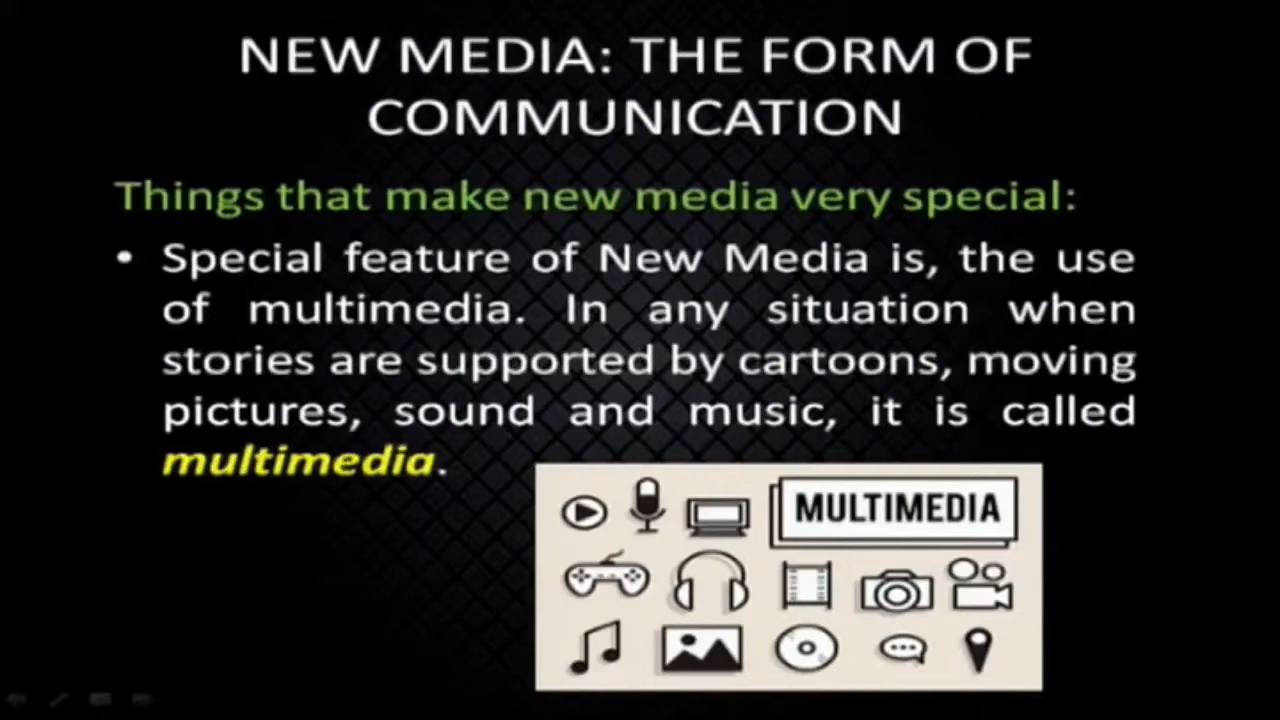 NEW MEDIA: THE FORM OF
COMMUNICATION
Things that make new media very special:
• Special feature of New Media is, the use
of multimedia. In any situation when
stories are supported by cartoons, moving
pictures, sound and music, it is called
multimedia.
MULTIMEDIA